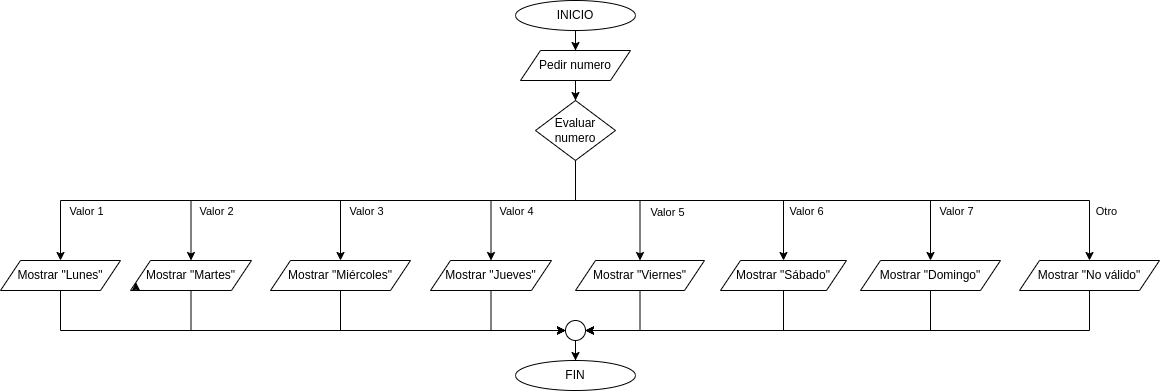 INICIO
Pedir numero
Evaluar
numero
Valor 1
Valor 2
Valor 3
Valor 4
Valor 5
Valor 6
Valor 7
Otro
Mostrar "Lunes"
Mostrar "Martes"
Mostrar "Miércoles"
Mostrar "Jueves"
Mostrar "Viernes"
Mostrar "Sábado"
Mostrar "Domingo"
Mostrar "No válido"
FIN